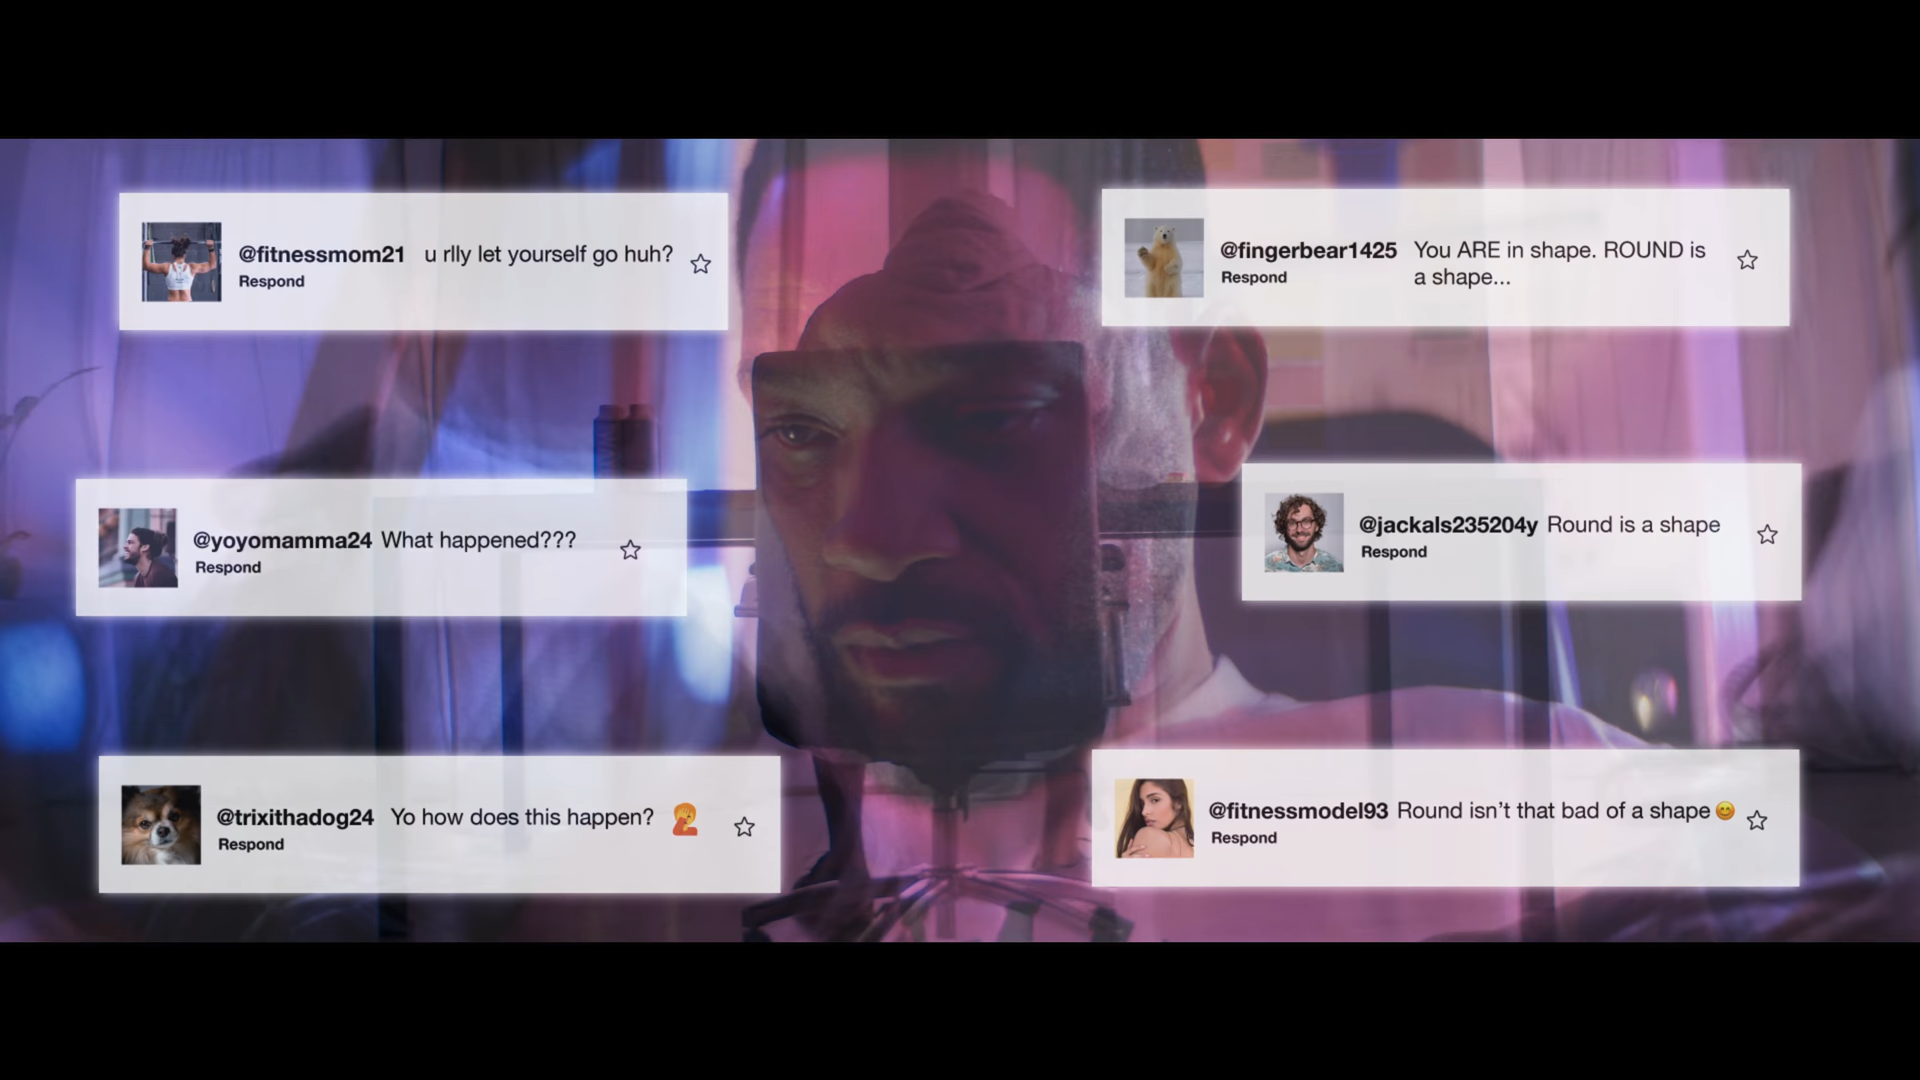 @fitnessmom21 u rlly let yourself go huh?
Respond
@fingerbear1425 You ARE in shape. ROUND is
a shape...
Respond
@yoyomamma24 What happened???
Respond
@jackals235204y Round is a shape
Respond
@trixithadog24 Yo how does this happen? 🤦
Respond
@fitnessmodel93 Round isn’t that bad of a shape 😊
Respond